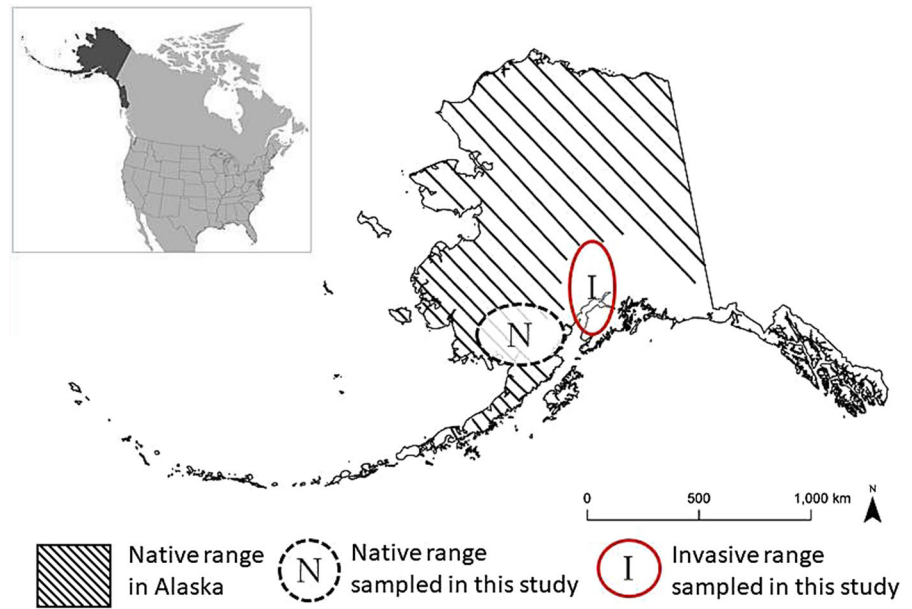 I
N
N
0 500 1,000 km
Native range
in Alaska
N
Native range
sampled in this study
I
Invasive range
sampled in this study